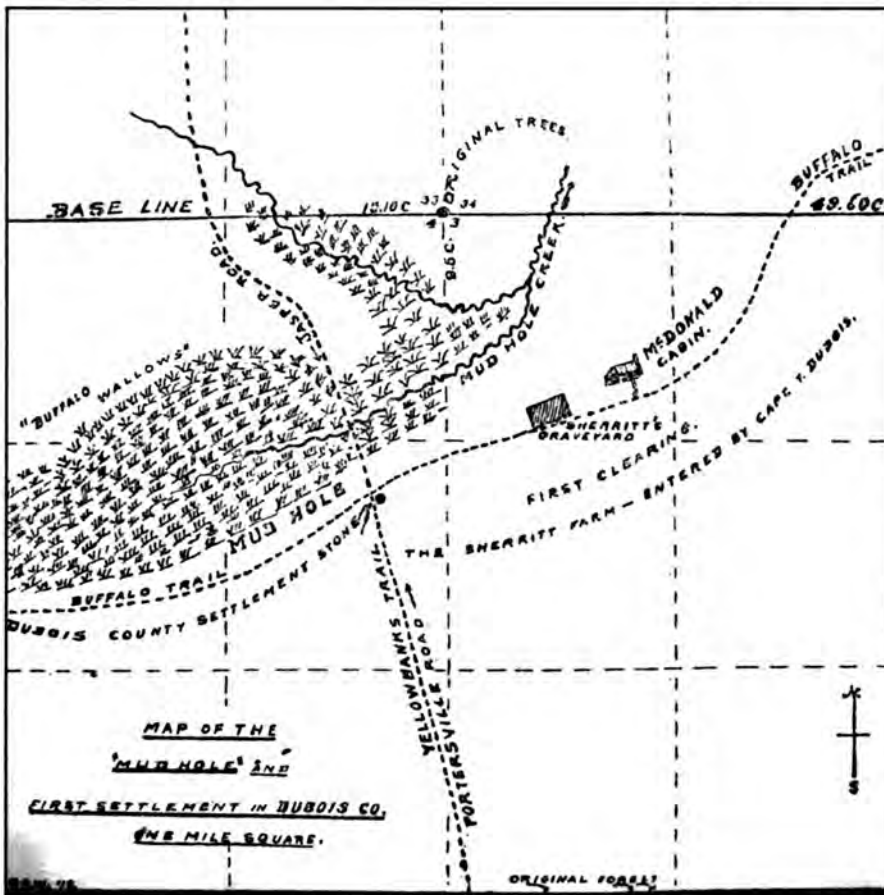 ORIGINAL TREES
BUFFALO
TRAIL
BASE LINE
10.10 C
33
34
4
3
9.5 C.
49.60 C
JASPER ROAD
MUD HOLE CREEK
McDONALD
CABIN.
"BUFFALO WALLOWS"
SHERRITT'S
GRAVEYARD
FIRST CLEARING.
THE SHERRITT FARM — ENTERED BY CAPT. T. DUBOIS.
MUD HOLE
BUFFALO TRAIL
DUBOIS COUNTY SETTLEMENT STONE
YELLOWBANKS TRAIL
PORTERSVILLE ROAD
N
S
MAP OF THE
"MUD HOLE" AND
FIRST SETTLEMENT IN DUBOIS CO.
ONE MILE SQUARE.
ORIGINAL FOREST